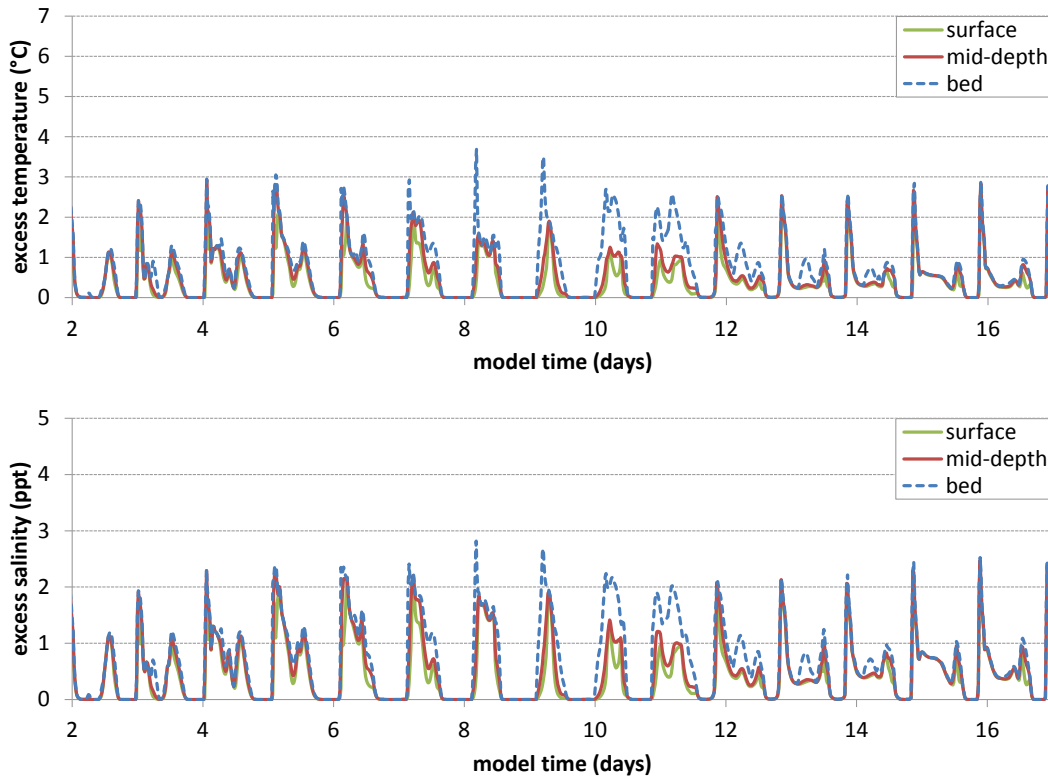 7
6
5
4
3
2
1
0
excess temperature (°C)
surface
mid-depth
bed
2 4 6 8 10 12 14 16
model time (days)
5
4
3
2
1
0
excess salinity (ppt)
surface
mid-depth
bed
2 4 6 8 10 12 14 16
model time (days)